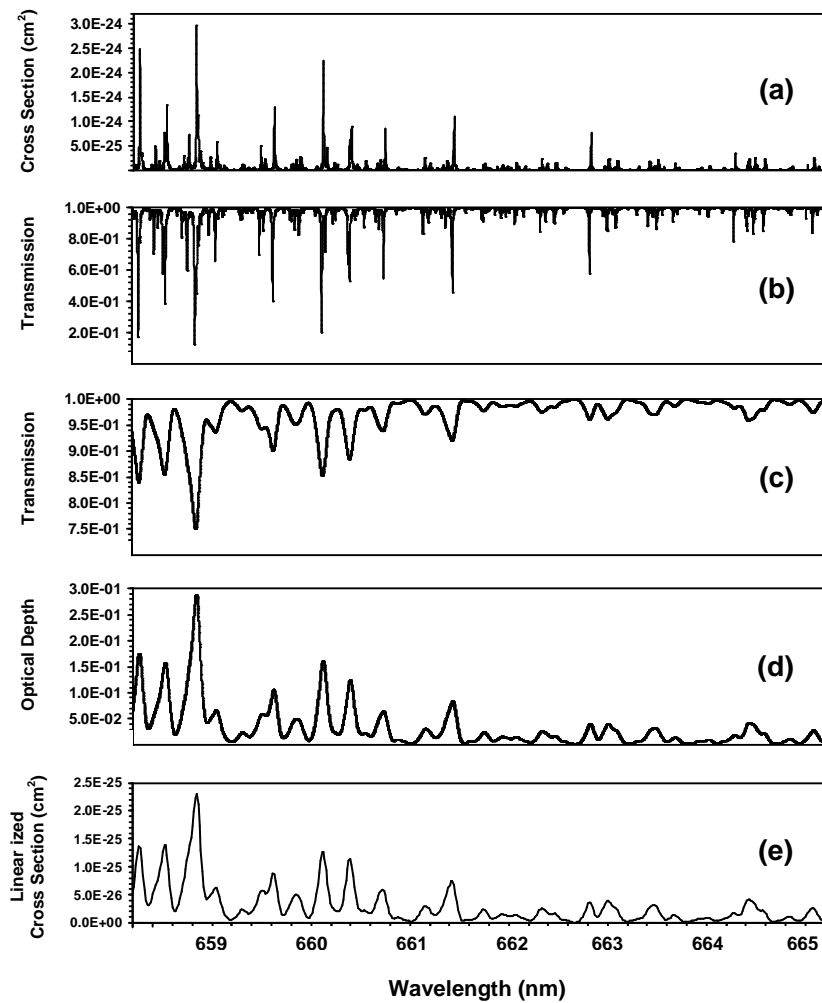 Cross Section (cm²)
3.0E-24
2.5E-24
2.0E-24
1.5E-24
1.0E-24
5.0E-25
(a)
Transmission
1.0E+00
8.0E-01
6.0E-01
4.0E-01
2.0E-01
(b)
Transmission
1.0E+00
9.5E-01
9.0E-01
8.5E-01
8.0E-01
7.5E-01
(c)
Optical Depth
3.0E-01
2.5E-01
2.0E-01
1.5E-01
1.0E-01
5.0E-02
(d)
Linear ized
Cross Section (cm²)
2.5E-25
2.0E-25
1.5E-25
1.0E-25
5.0E-26
0.0E+00
(e)
659 660 661 662 663 664 665
Wavelength (nm)